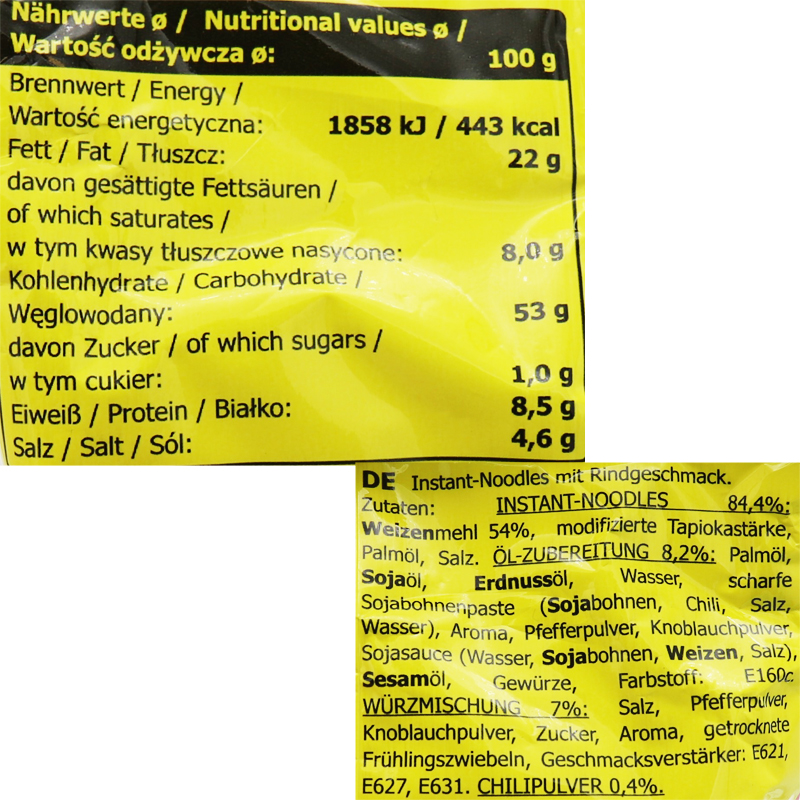 Nährwerte ø / Nutritional values ø /
Wartość odżywcza ø:
100 g
Brennwert / Energy /
Wartość energetyczna: 1858 kJ / 443 kcal
Fett / Fat / Tłuszcz: 22 g
davon gesättigte Fettsäuren /
of which saturates /
w tym kwasy tłuszczowe nasycone: 8,0 g
Kohlenhydrate / Carbohydrate /
Węglowodany: 53 g
davon Zucker / of which sugars /
w tym cukier: 1,0 g
Eiweiß / Protein / Białko: 8,5 g
Salz / Salt / Sól: 4,6 g
DE Instant-Noodles mit Rindgeschmack.
Zutaten: INSTANT-NOODLES 84,4%:
Weizenmehl 54%, modifizierte Tapiokastärke,
Palmöl, Salz. ÖL-ZUBEREITUNG 8,2%: Palmöl,
Sojaöl, Erdnussöl, Wasser, scharfe
Sojabohnenpaste (Sojabohnen, Chili, Salz,
Wasser), Aroma, Pfefferpulver, Knoblauchpulver,
Sojasauce (Wasser, Sojabohnen, Weizen, Salz),
Sesamöl, Gewürze, Farbstoff: E160c.
WÜRZMISCHUNG 7%: Salz, Pfefferpulver,
Knoblauchpulver, Zucker, Aroma, getrocknete
Frühlingszwiebeln, Geschmacksverstärker: E621,
E627, E631. CHILIPULVER 0,4%.